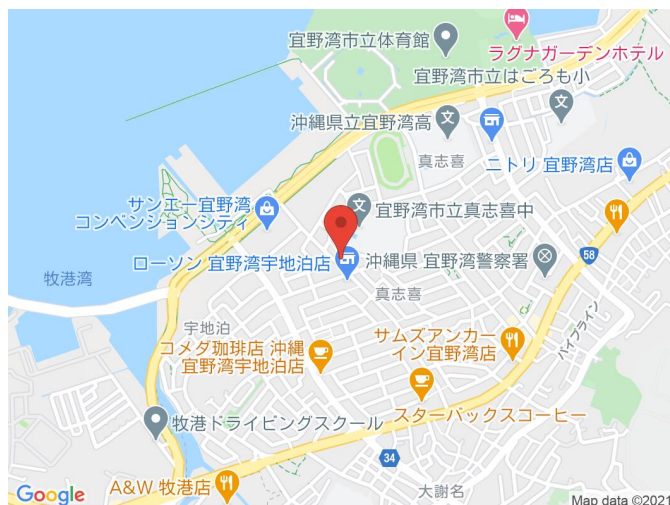 宜野湾市立体育館
ラグナガーデンホテル
宜野湾市立はごろも小
沖縄県立宜野湾高
真志喜
ニトリ 宜野湾店
サンエー宜野湾
コンベンションシティ
宜野湾市立真志喜中
58
牧港湾
ローソン 宜野湾宇地泊店
沖縄県 宜野湾警察署
真志喜
宇地泊
パイプライン
コメダ珈琲店 沖縄
宜野湾宇地泊店
サムズアンカー
イン宜野湾店
スターバックスコーヒー
牧港ドライビングスクール
34
A&W 牧港店
大謝名
Google
Map data ©2021